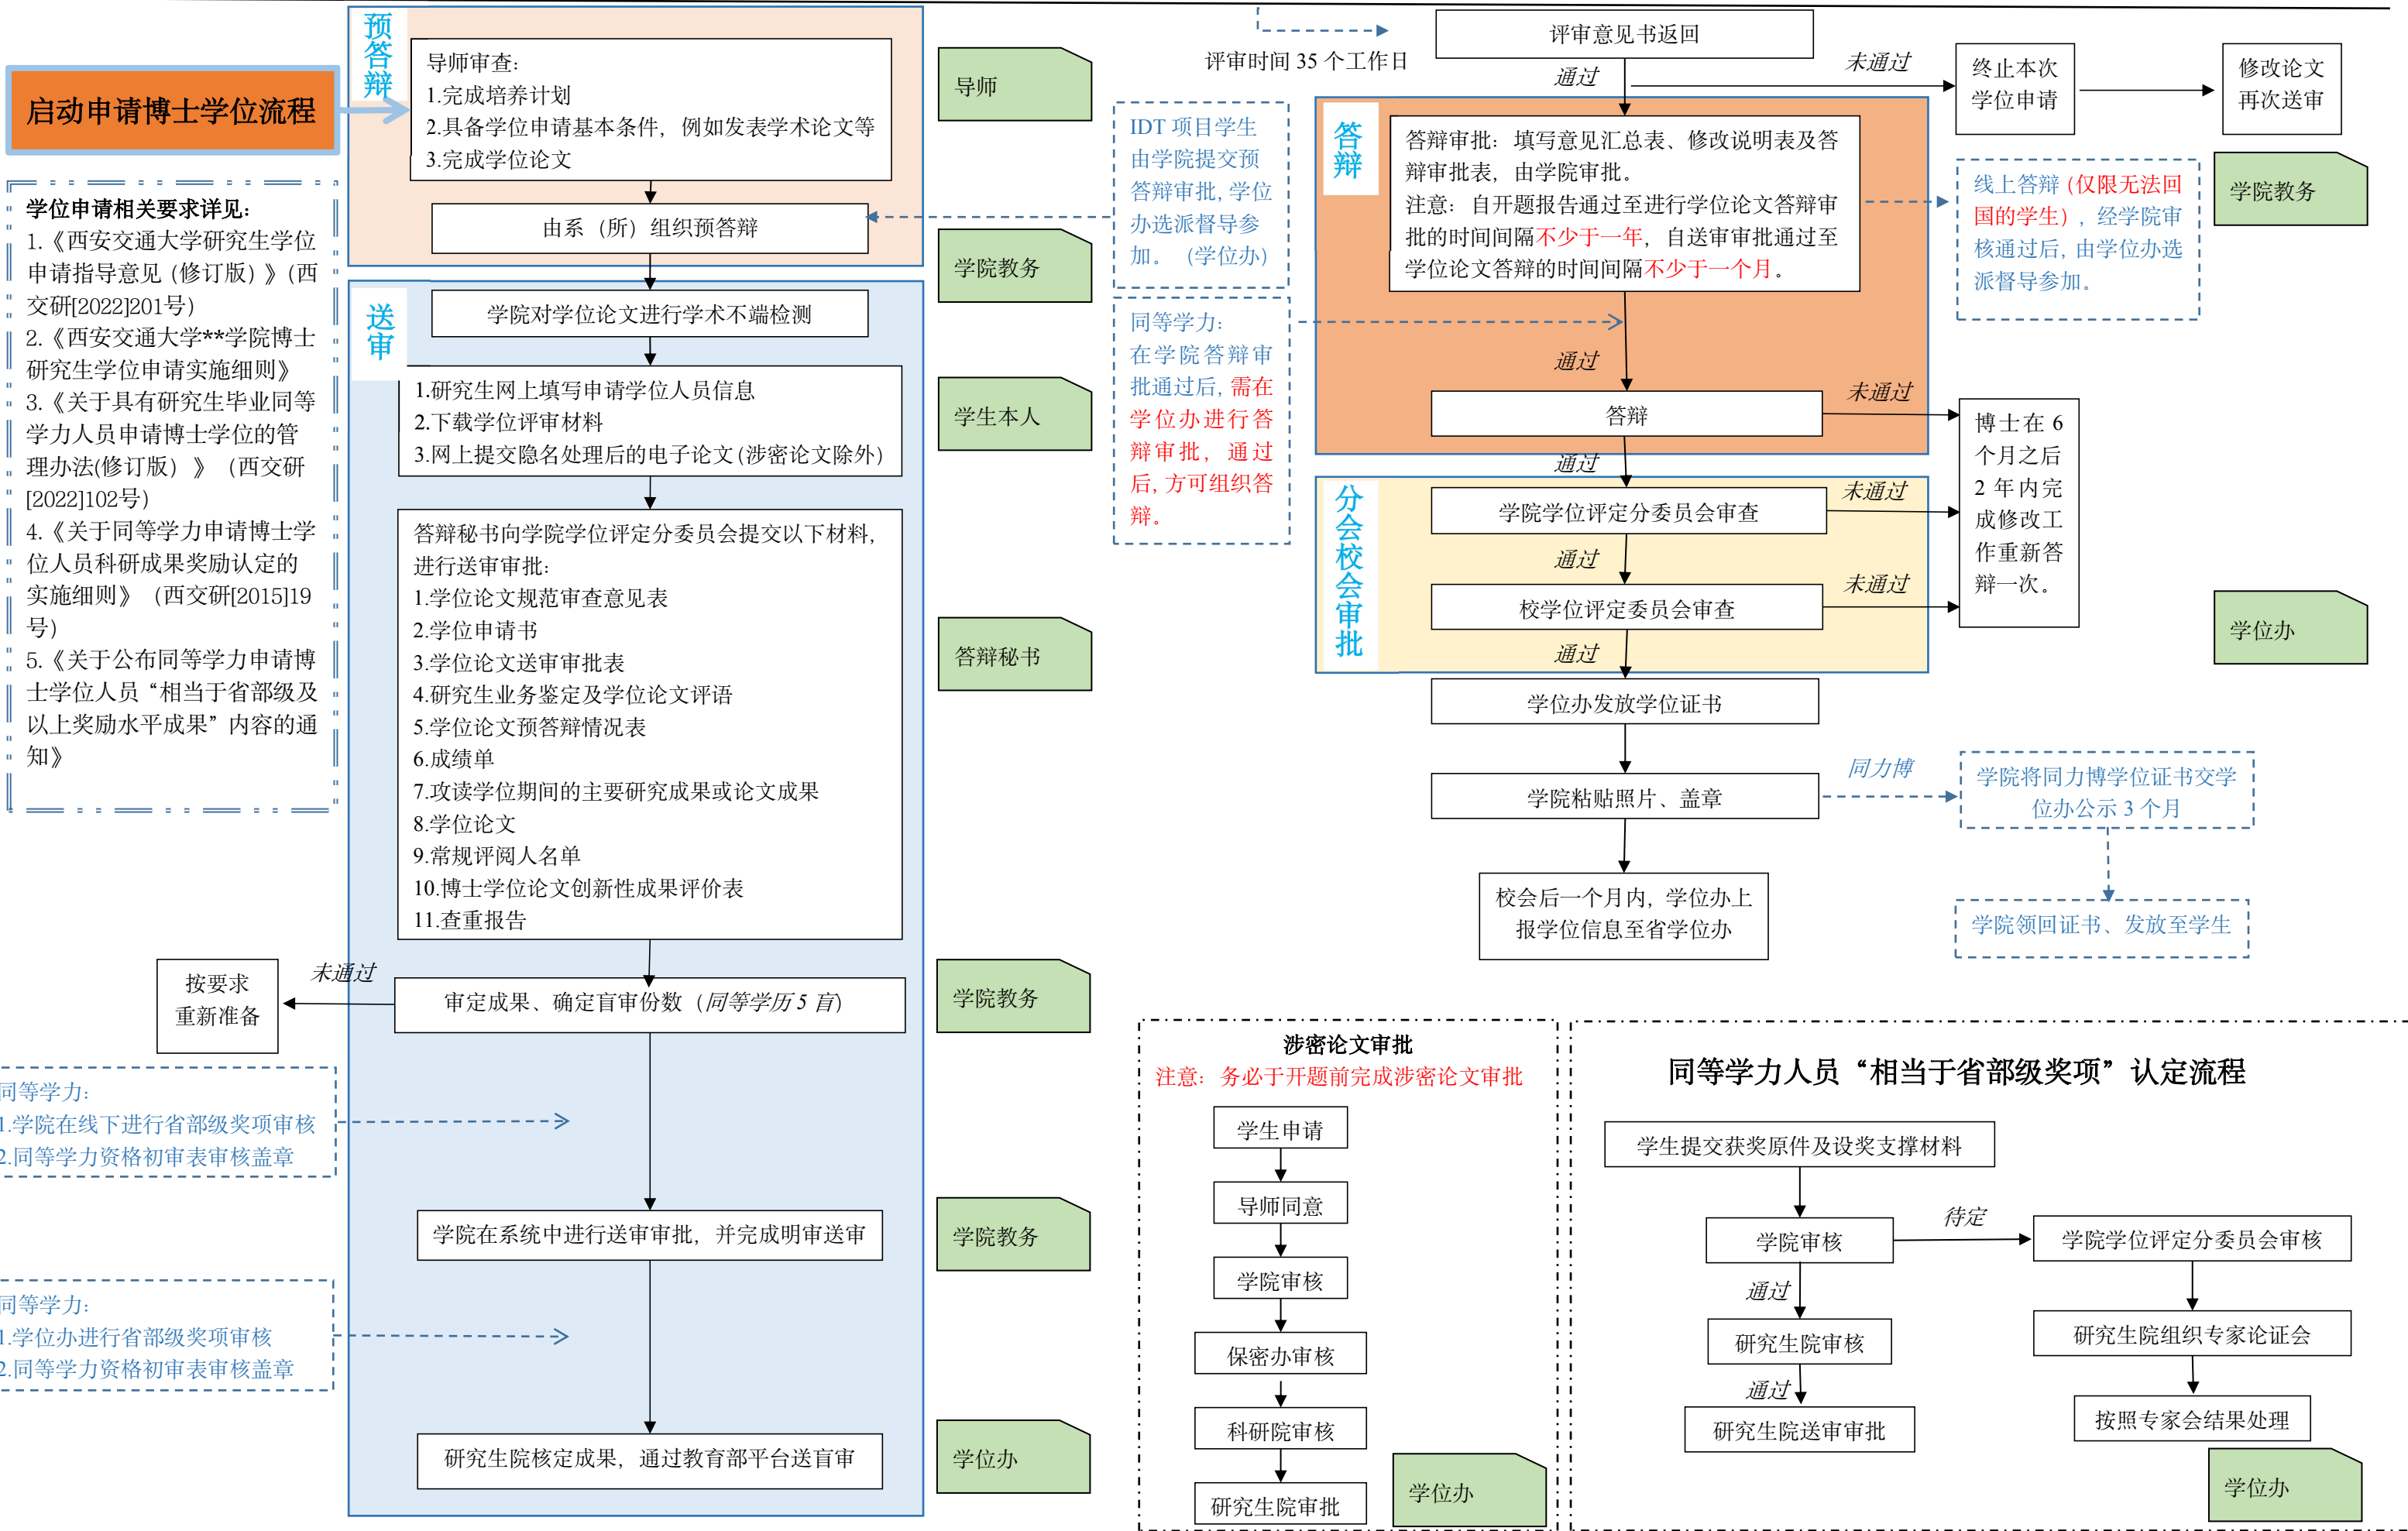 启动申请博士学位流程
学位申请相关要求详见:
1.《西安交通大学研究生学位
申请指导意见(修订版)》(西
交研[2022]201号)
2.《西安交通大学**学院博士
研究生学位申请实施细则》
3.《关于具有研究生毕业同等
学力人员申请博士学位的管
理办法(修订版)》(西交研
[2022]102号)
4.《关于同等学力申请博士学
位人员科研成果奖励认定的
实施细则》(西交研[2015]19
号)
5.《关于公布同等学力申请博
士学位人员“相当于省部级及
以上奖励水平成果”内容的通
知》
预答辩
导师审查:
1.完成培养计划
2.具备学位申请基本条件,例如发表学术论文等
3.完成学位论文
导师
由系(所)组织预答辩
学院教务
IDT 项目学生
由学院提交预
答辩审批,学位
办选派督导参
加。(学位办)
送审
学院对学位论文进行学术不端检测
1.研究生网上填写申请学位人员信息
2.下载学位评审材料
3.网上提交隐名处理后的电子论文(涉密论文除外)
学生本人
答辩秘书向学院学位评定分委员会提交以下材料,
进行送审审批:
1.学位论文规范审查意见表
2.学位申请书
3.学位论文送审审批表
4.研究生业务鉴定及学位论文评语
5.学位论文预答辩情况表
6.成绩单
7.攻读学位期间的主要研究成果或论文成果
8.学位论文
9.常规评阅人名单
10.博士学位论文创新性成果评价表
11.查重报告
答辩秘书
审定成果、确定盲审份数(同等学历 5 盲)
未通过
按要求
重新准备
学院教务
同等学力:
1.学院在线下进行省部级奖项审核
2.同等学力资格初审表审核盖章
学院在系统中进行送审审批,并完成明审送审
学院教务
同等学力:
1.学位办进行省部级奖项审核
2.同等学力资格初审表审核盖章
研究生院核定成果,通过教育部平台送盲审
学位办
评审时间 35 个工作日
评审意见书返回
通过
未通过
终止本次
学位申请
修改论文
再次送审
答辩
答辩审批:填写意见汇总表、修改说明表及答
辩审批表,由学院审批。
注意:自开题报告通过至进行学位论文答辩审
批的时间间隔不少于一年,自送审审批通过至
学位论文答辩的时间间隔不少于一个月。
线上答辩(仅限无法回
国的学生),经学院审
核通过后,由学位办选
派督导参加。
学院教务
同等学力:
在学院答辩审
批通过后,需在
学位办进行答
辩审批,通过
后,方可组织答
辩。
通过
答辩
未通过
通过
博士在 6
个月之后
2 年内完
成修改工
作重新答
辩一次。
分会校会审批
学院学位评定分委员会审查
未通过
通过
校学位评定委员会审查
未通过
通过
学位办
学位办发放学位证书
学院粘贴照片、盖章
同力博
学院将同力博学位证书交学
位办公示 3 个月
学院领回证书、发放至学生
校会后一个月内,学位办上
报学位信息至省学位办
涉密论文审批
注意:务必于开题前完成涉密论文审批
学生申请
导师同意
学院审核
保密办审核
科研院审核
研究生院审批
学位办
同等学力人员“相当于省部级奖项”认定流程
学生提交获奖原件及设奖支撑材料
学院审核
待定
学院学位评定分委员会审核
通过
研究生院审核
研究生院组织专家论证会
通过
研究生院送审审批
按照专家会结果处理
学位办